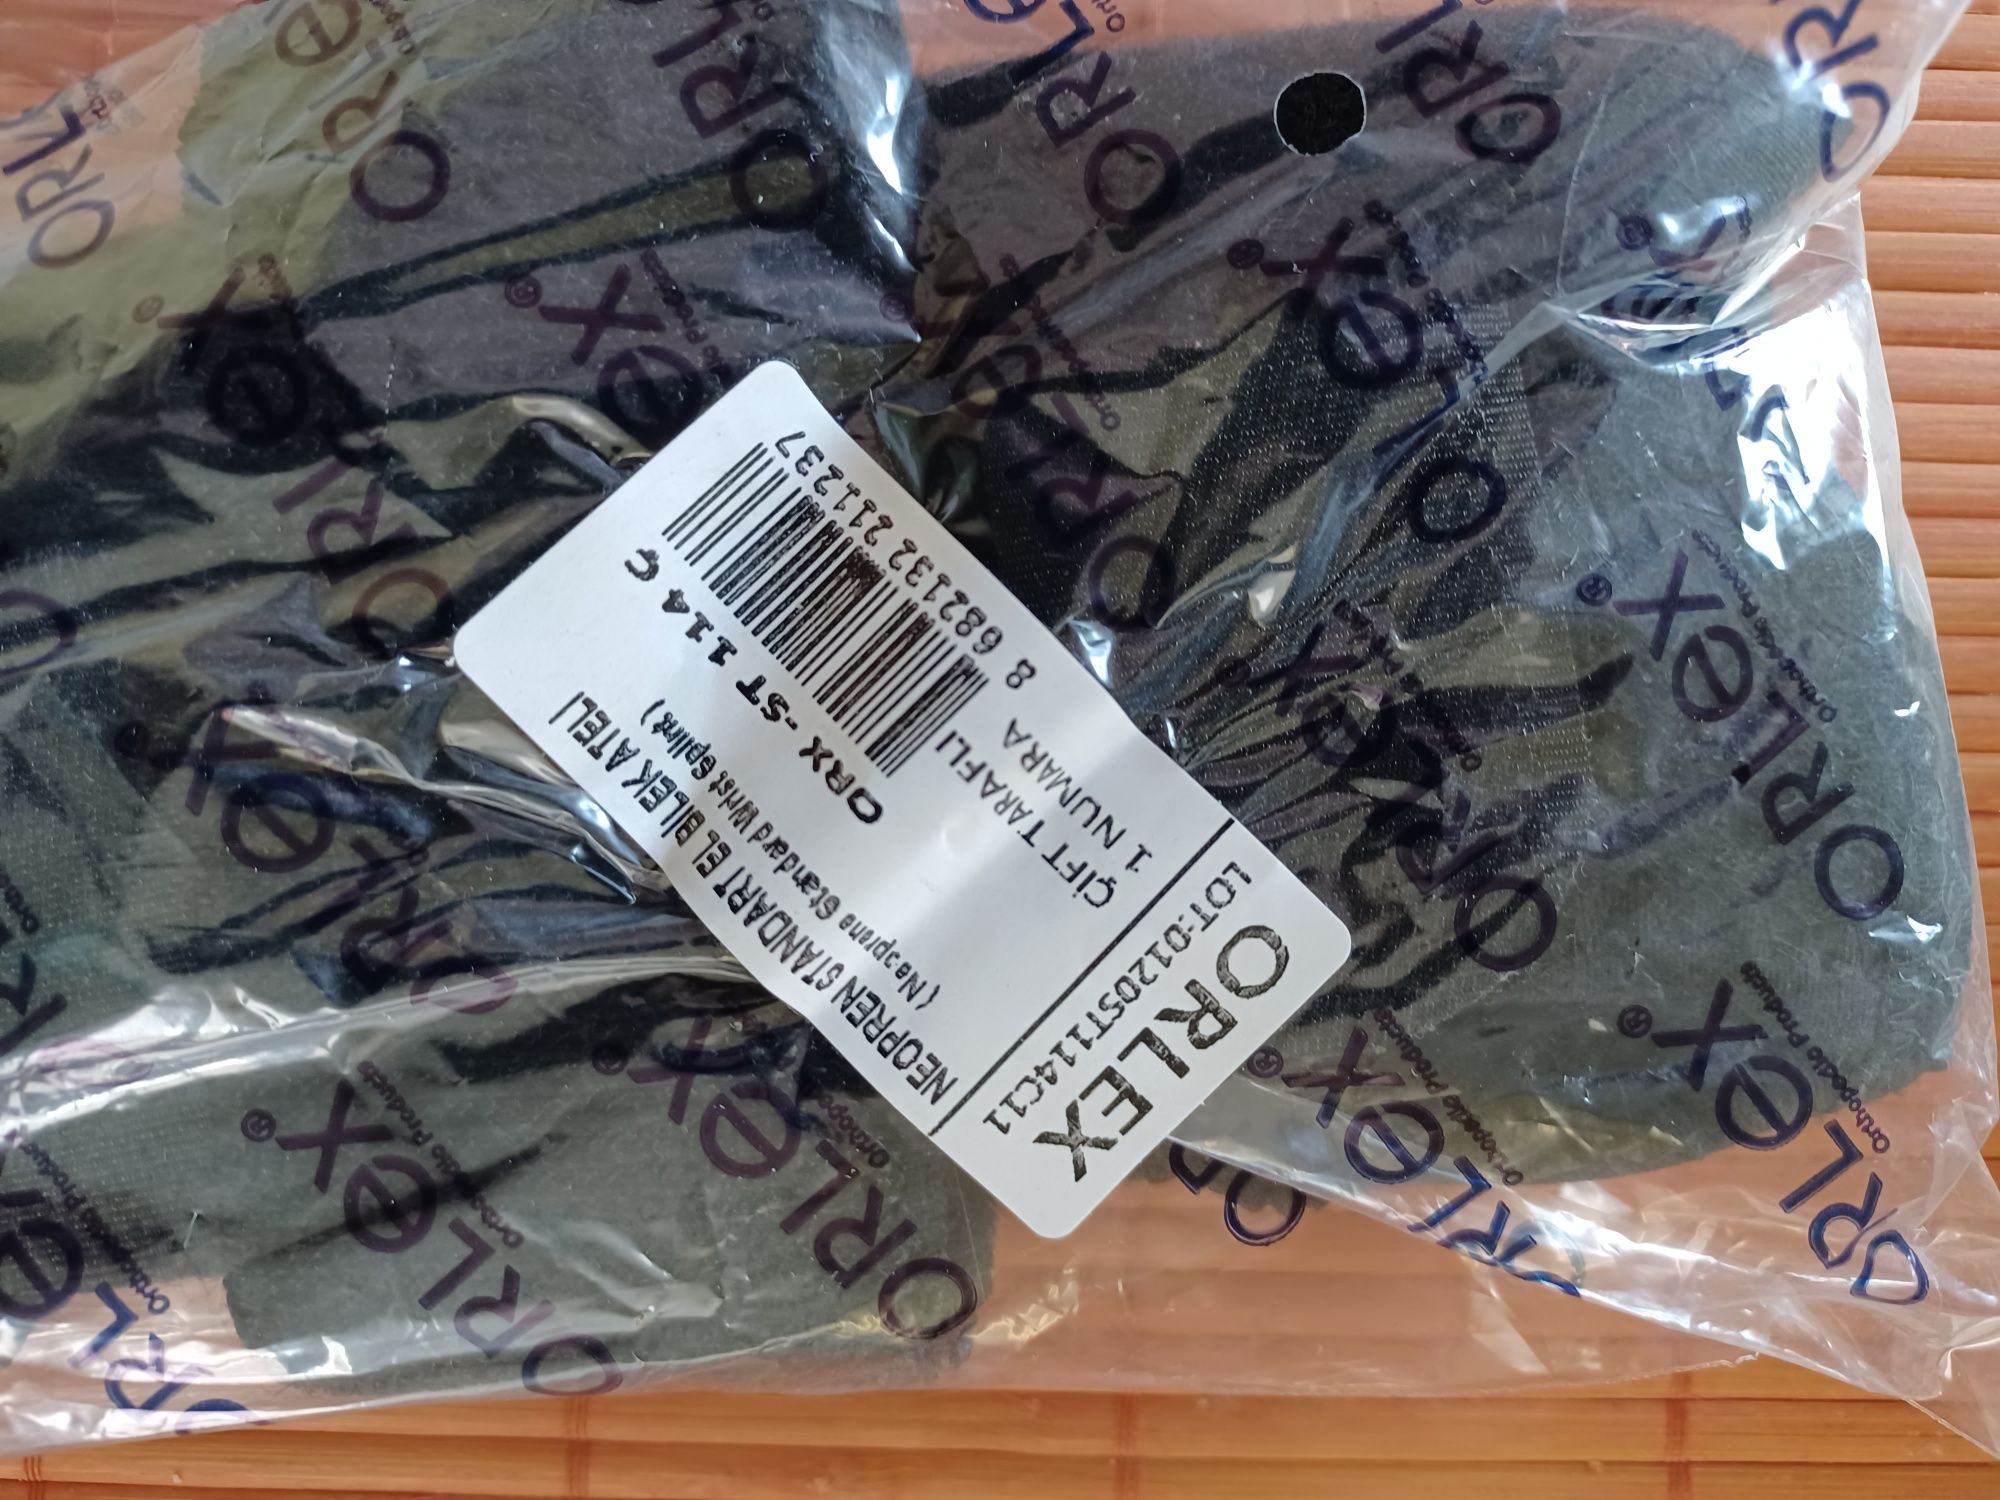 ORLEX
LOT:01205T114C11
NEOPREN STANDART EL BİLEK ATELİ
(Neoprene Standard Wrist Splint)
ÇİFT TARAFLI
1 NUMARA
ORX -ST 114 C
8 682132 211237
ORLex®
Orthopedic Products